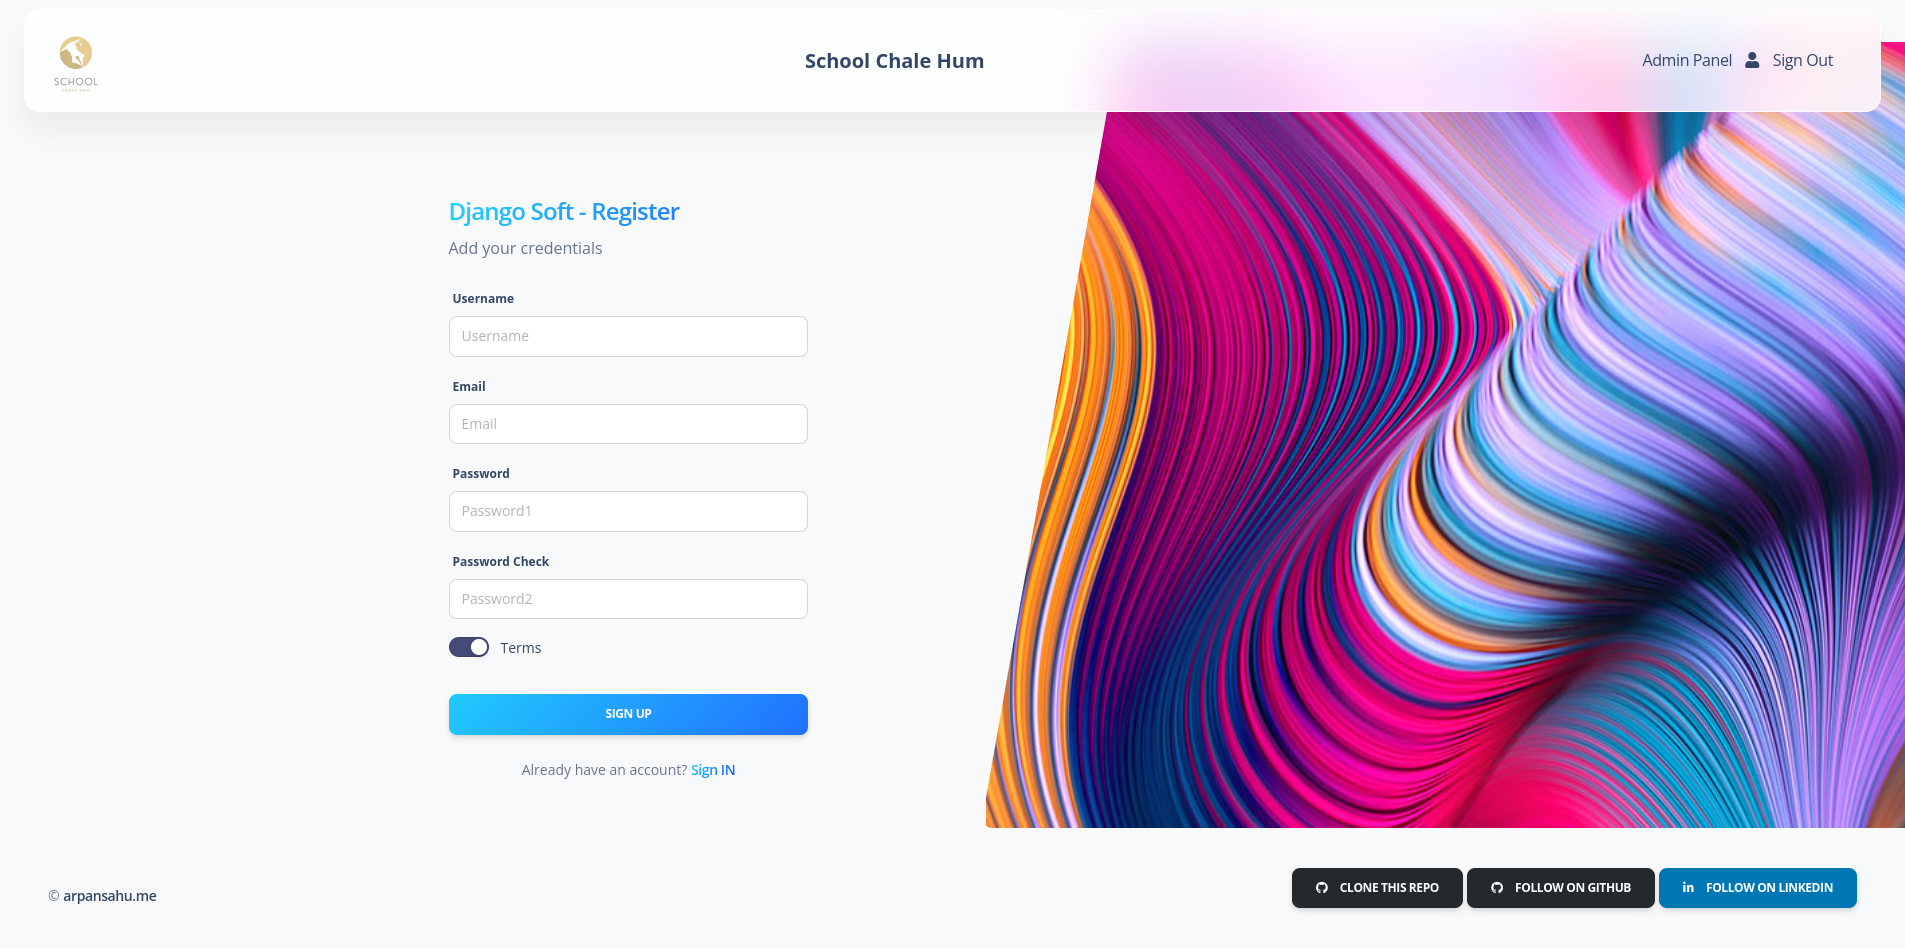 SCHOOL
CHALE HUM
School Chale Hum
Admin Panel Sign Out
Django Soft - Register
Add your credentials
Username
Username
Email
Email
Password
Password1
Password Check
Password2
Terms
SIGN UP
Already have an account? Sign IN
© arpansahu.me
CLONE THIS REPO
FOLLOW ON GITHUB
FOLLOW ON LINKEDIN